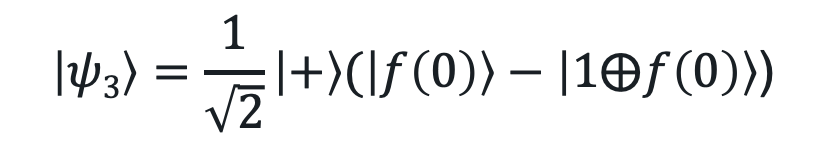 |ψ₃⟩ = 1/√2 |+⟩(|f(0)⟩ − |1⊕f(0)⟩)